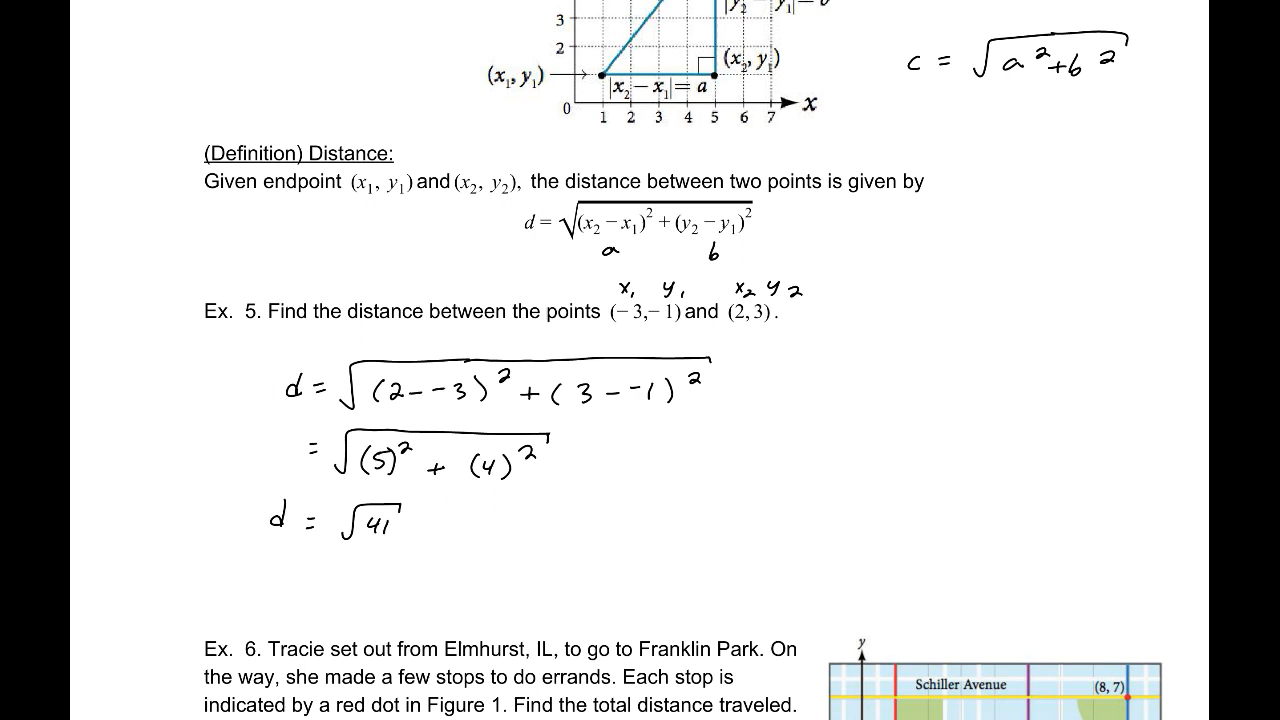 3
|y₂ − y₁| =
2
(x₂, y₁)
c = √(a² + b²)
(x₁, y₁)
|x₂ − x₁| = a
0
x
1 2 3 4 5 6 7
(Definition) Distance:
Given endpoint (x₁, y₁) and (x₂, y₂), the distance between two points is given by
d = √((x₂ − x₁)² + (y₂ − y₁)²)
a b
x₁ y₁ x₂ y₂
Ex. 5. Find the distance between the points (−3,−1) and (2,3).
d = √((2 − −3)² + (3 − −1)²)
= √((5)² + (4)²)
d = √41
Ex. 6. Tracie set out from Elmhurst, IL, to go to Franklin Park. On
the way, she made a few stops to do errands. Each stop is
indicated by a red dot in Figure 1. Find the total distance traveled.
y
Schiller Avenue
(8, 7)